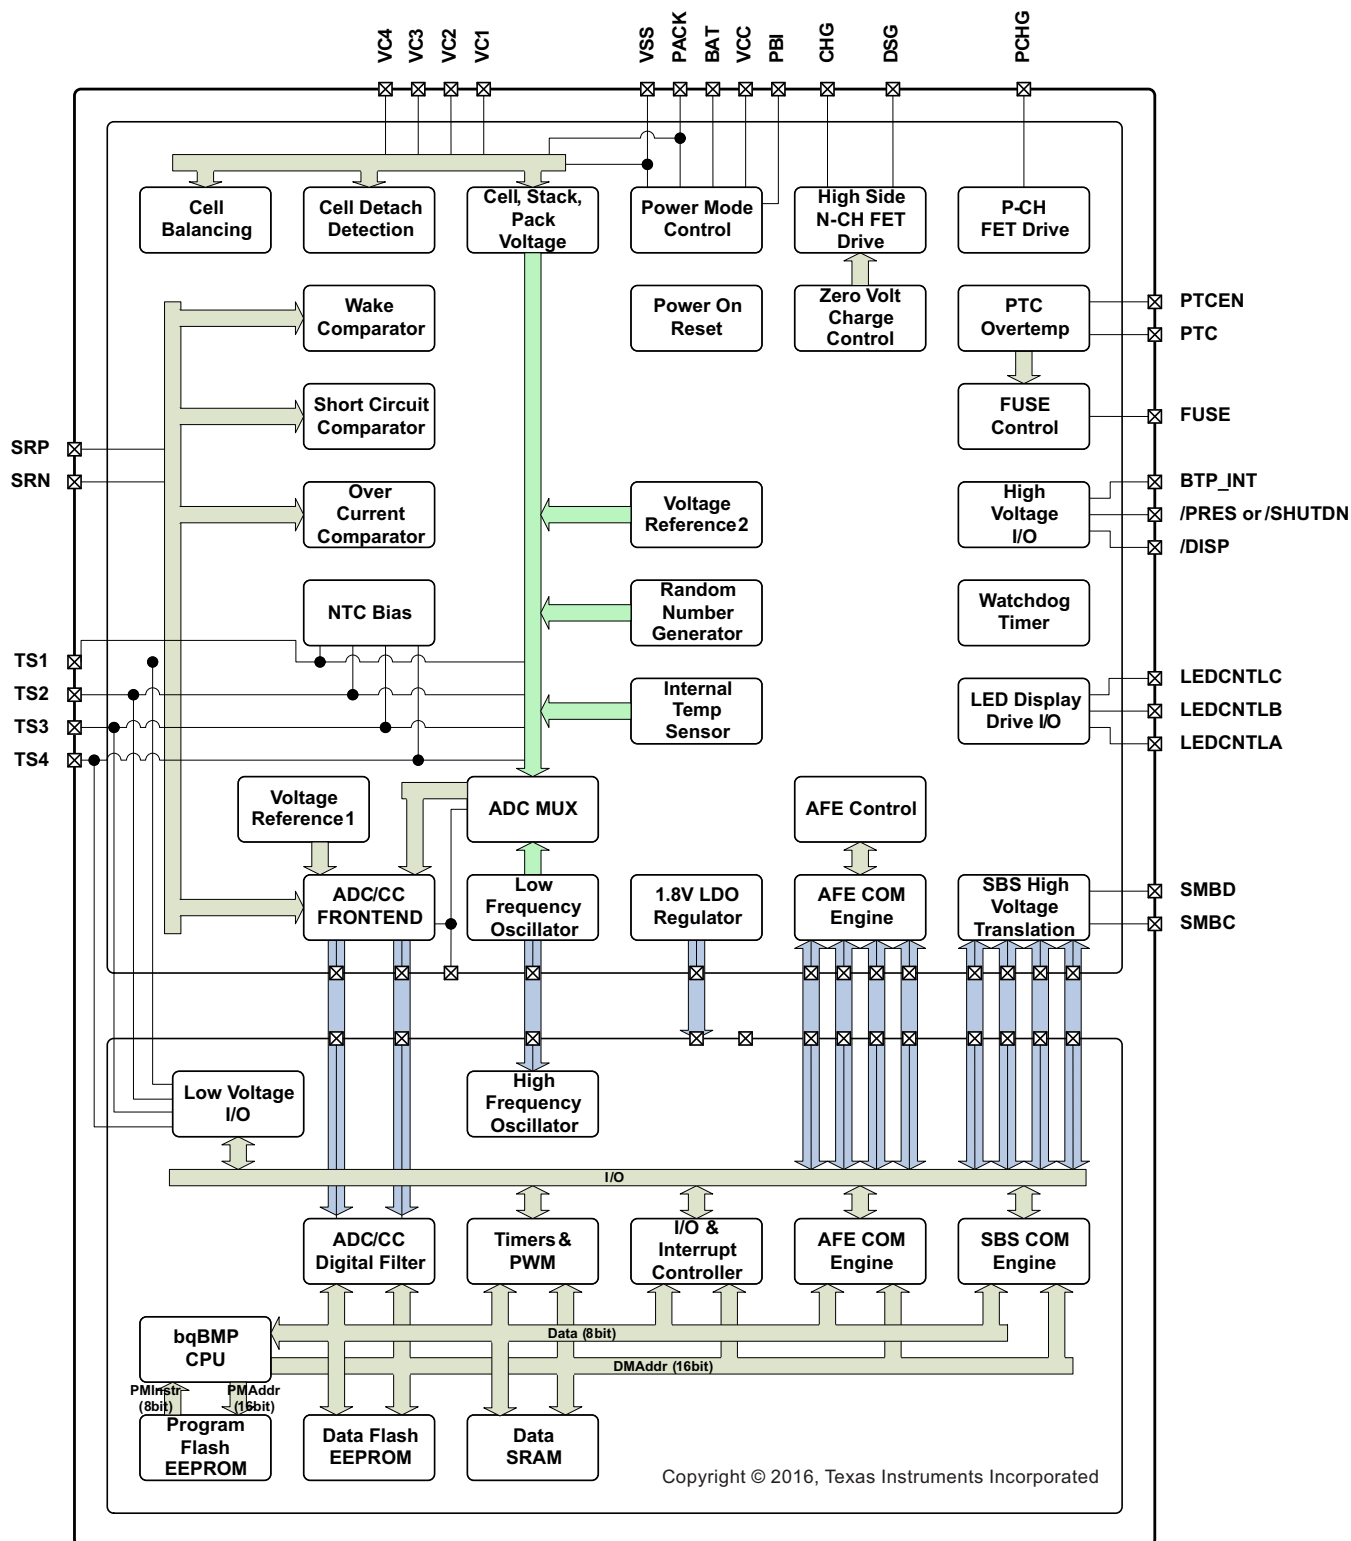 VC4
VC3
VC2
VC1
VSS
PACK
BAT
VCC
PBI
CHG
DSG
PCHG
Cell
Balancing
Cell Detach
Detection
Cell, Stack,
Pack
Voltage
Power Mode
Control
High Side
N-CH FET
Drive
P-CH
FET Drive
Wake
Comparator
Power On
Reset
Zero Volt
Charge
Control
PTC
Overtemp
PTCEN
PTC
Short Circuit
Comparator
FUSE
Control
FUSE
SRP
SRN
Over
Current
Comparator
Voltage
Reference2
High
Voltage
I/O
BTP_INT
/PRES or /SHUTDN
/DISP
NTC Bias
Random
Number
Generator
Watchdog
Timer
TS1
TS2
TS3
TS4
Internal
Temp
Sensor
LED Display
Drive I/O
LEDCNTLC
LEDCNTLB
LEDCNTLA
Voltage
Reference1
ADC MUX
AFE Control
ADC/CC
FRONTEND
Low
Frequency
Oscillator
1.8V LDO
Regulator
AFE COM
Engine
SBS High
Voltage
Translation
SMBD
SMBC
Low Voltage
I/O
High
Frequency
Oscillator
I/O
ADC/CC
Digital Filter
Timers&
PWM
I/O &
Interrupt
Controller
AFE COM
Engine
SBS COM
Engine
bqBMP
CPU
Data (8bit)
DMAddr (16bit)
PMInstr
(8bit)
PMAddr
(16bit)
Program
Flash
EEPROM
Data Flash
EEPROM
Data
SRAM
Copyright © 2016, Texas Instruments Incorporated